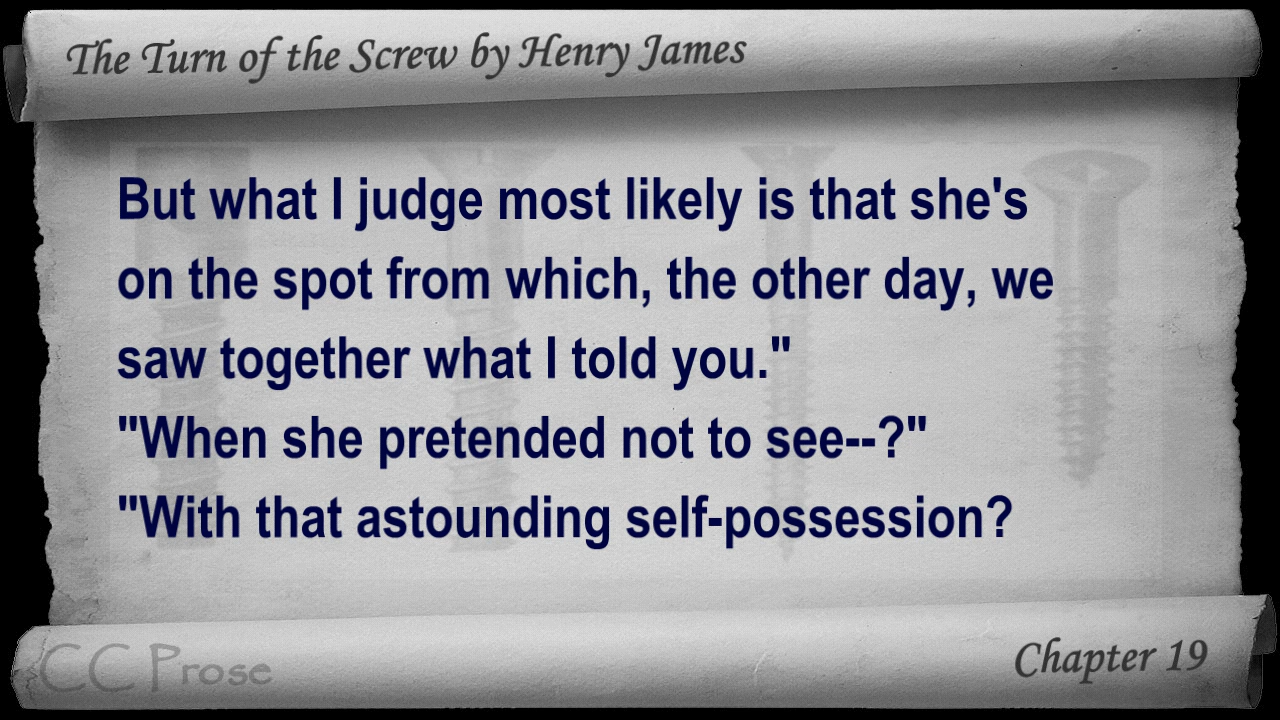 The Turn of the Screw by Henry James
But what I judge most likely is that she's
on the spot from which, the other day, we
saw together what I told you."
"When she pretended not to see--?"
"With that astounding self-possession?
CC Prose
Chapter 19